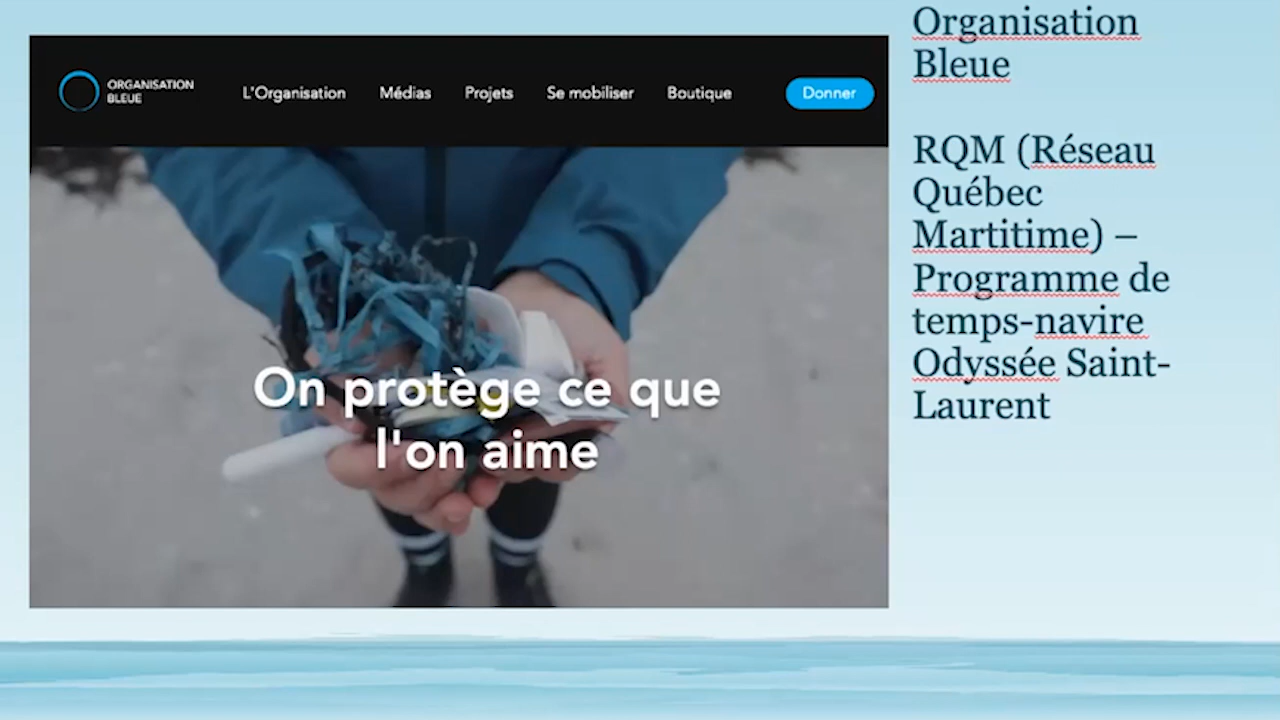 ORGANISATION
BLEUE
L'Organisation Médias Projets Se mobiliser Boutique Donner
On protège ce que
l'on aime
Organisation
Bleue
RQM (Réseau
Québec
Martitime) –
Programme de
temps-navire
Odyssée Saint-
Laurent